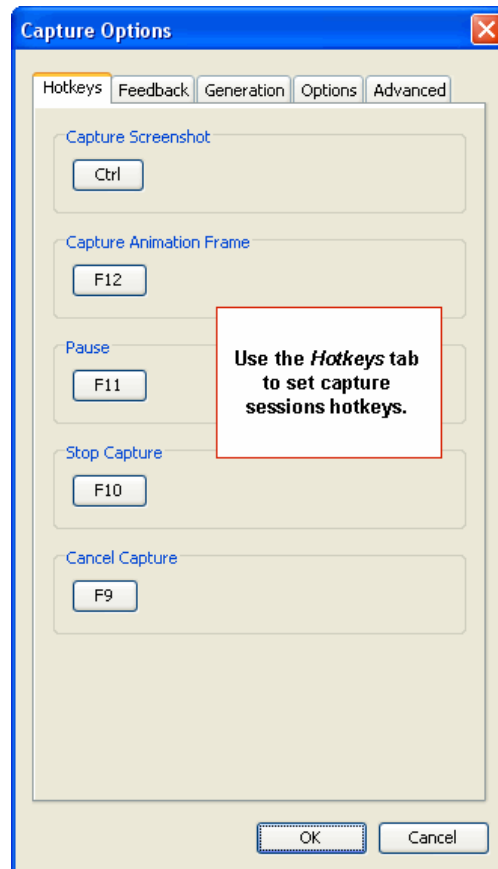 Capture Options
Hotkeys Feedback Generation Options Advanced
Capture Screenshot
Ctrl
Capture Animation Frame
F12
Pause
F11
Use the Hotkeys tab
to set capture
sessions hotkeys.
Stop Capture
F10
Cancel Capture
F9
OK Cancel